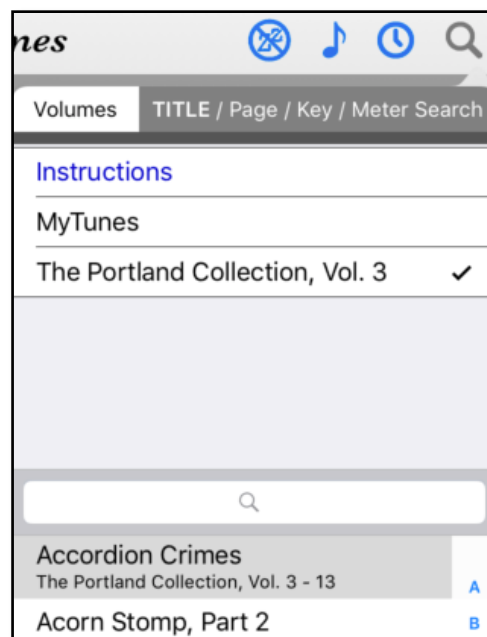 nes
Volumes TITLE / Page / Key / Meter Search
Instructions
MyTunes
The Portland Collection, Vol. 3
Accordion Crimes
The Portland Collection, Vol. 3 - 13
A
Acorn Stomp, Part 2
B